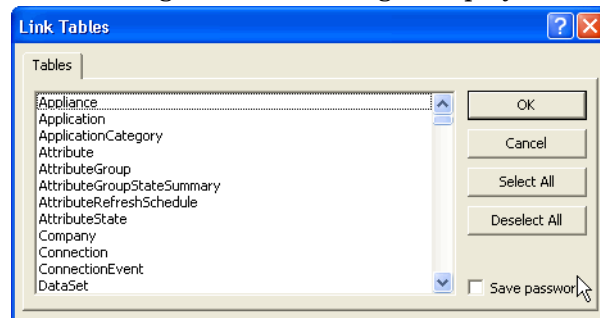 Link Tables
Tables
Appliance
Application
ApplicationCategory
Attribute
AttributeGroup
AttributeGroupStateSummary
AttributeRefreshSchedule
AttributeState
Company
Connection
ConnectionEvent
DataSet
OK
Cancel
Select All
Deselect All
Save passwor